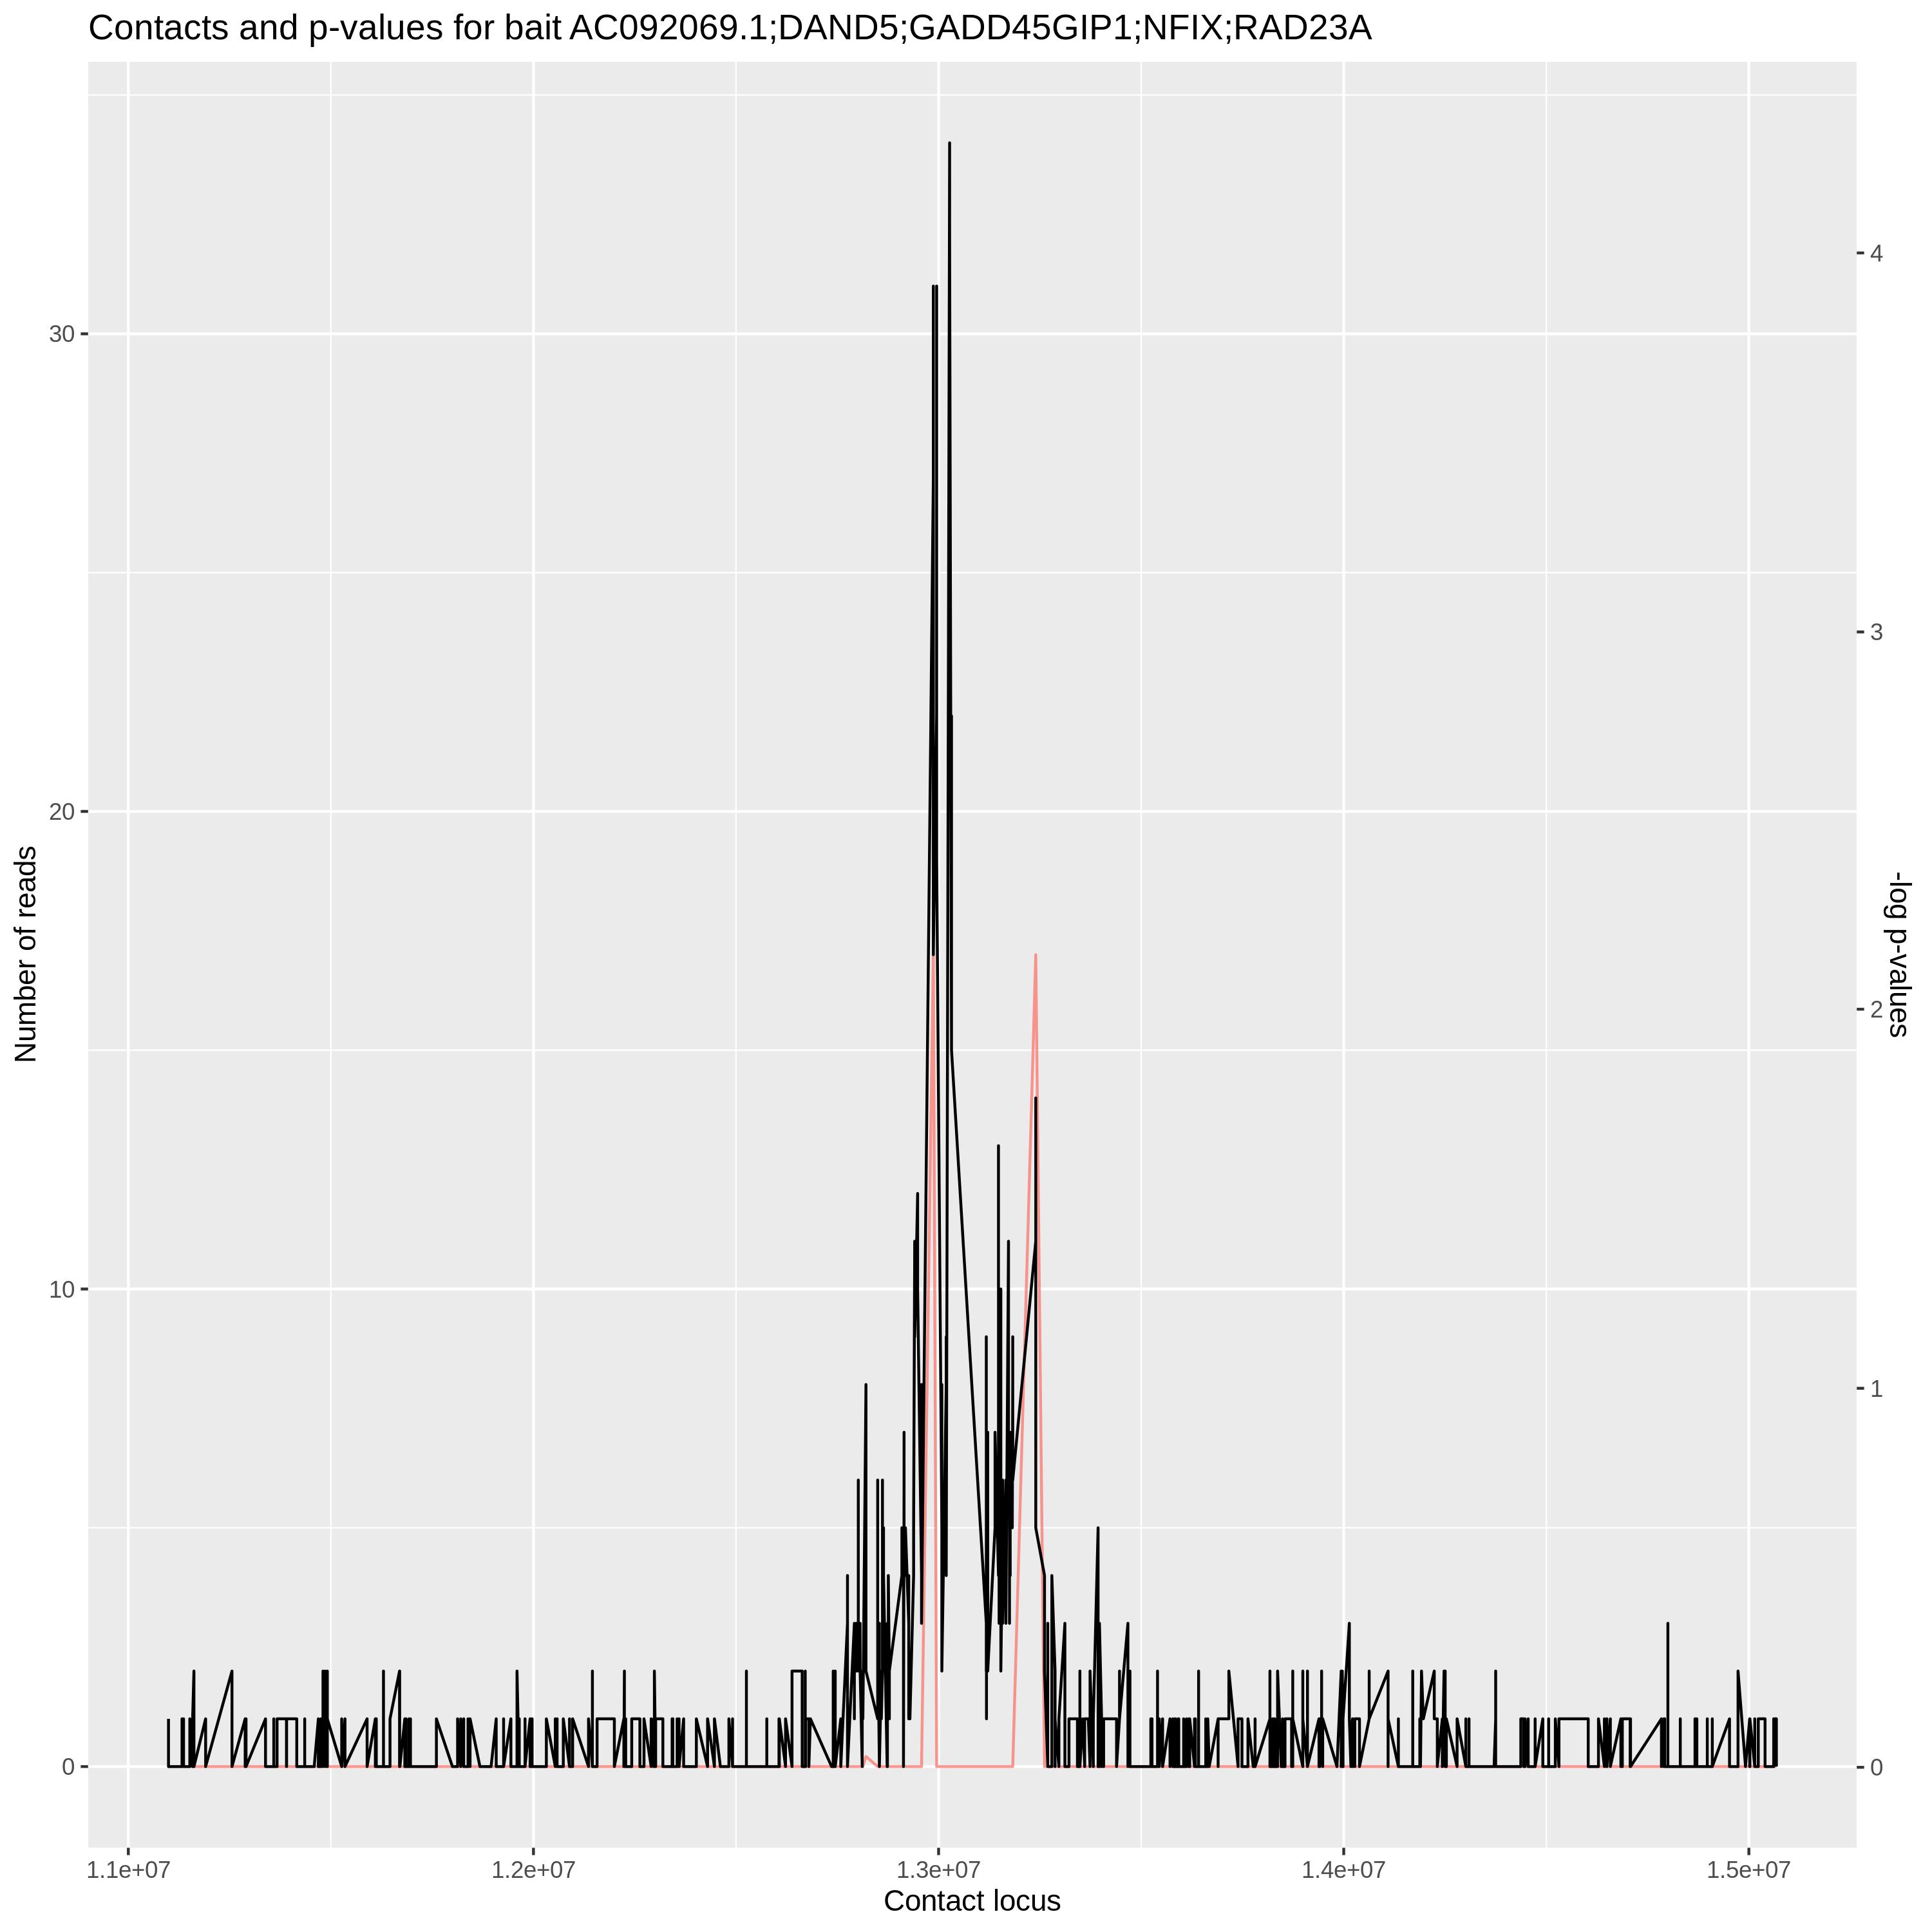 Contacts and p-values for bait AC092069.1;DAND5;GADD45GIP1;NFIX;RAD23A
30
20
10
0
Number of reads
4
3
2
1
0
-log p-values
1.1e+07 1.2e+07 1.3e+07 1.4e+07 1.5e+07
Contact locus